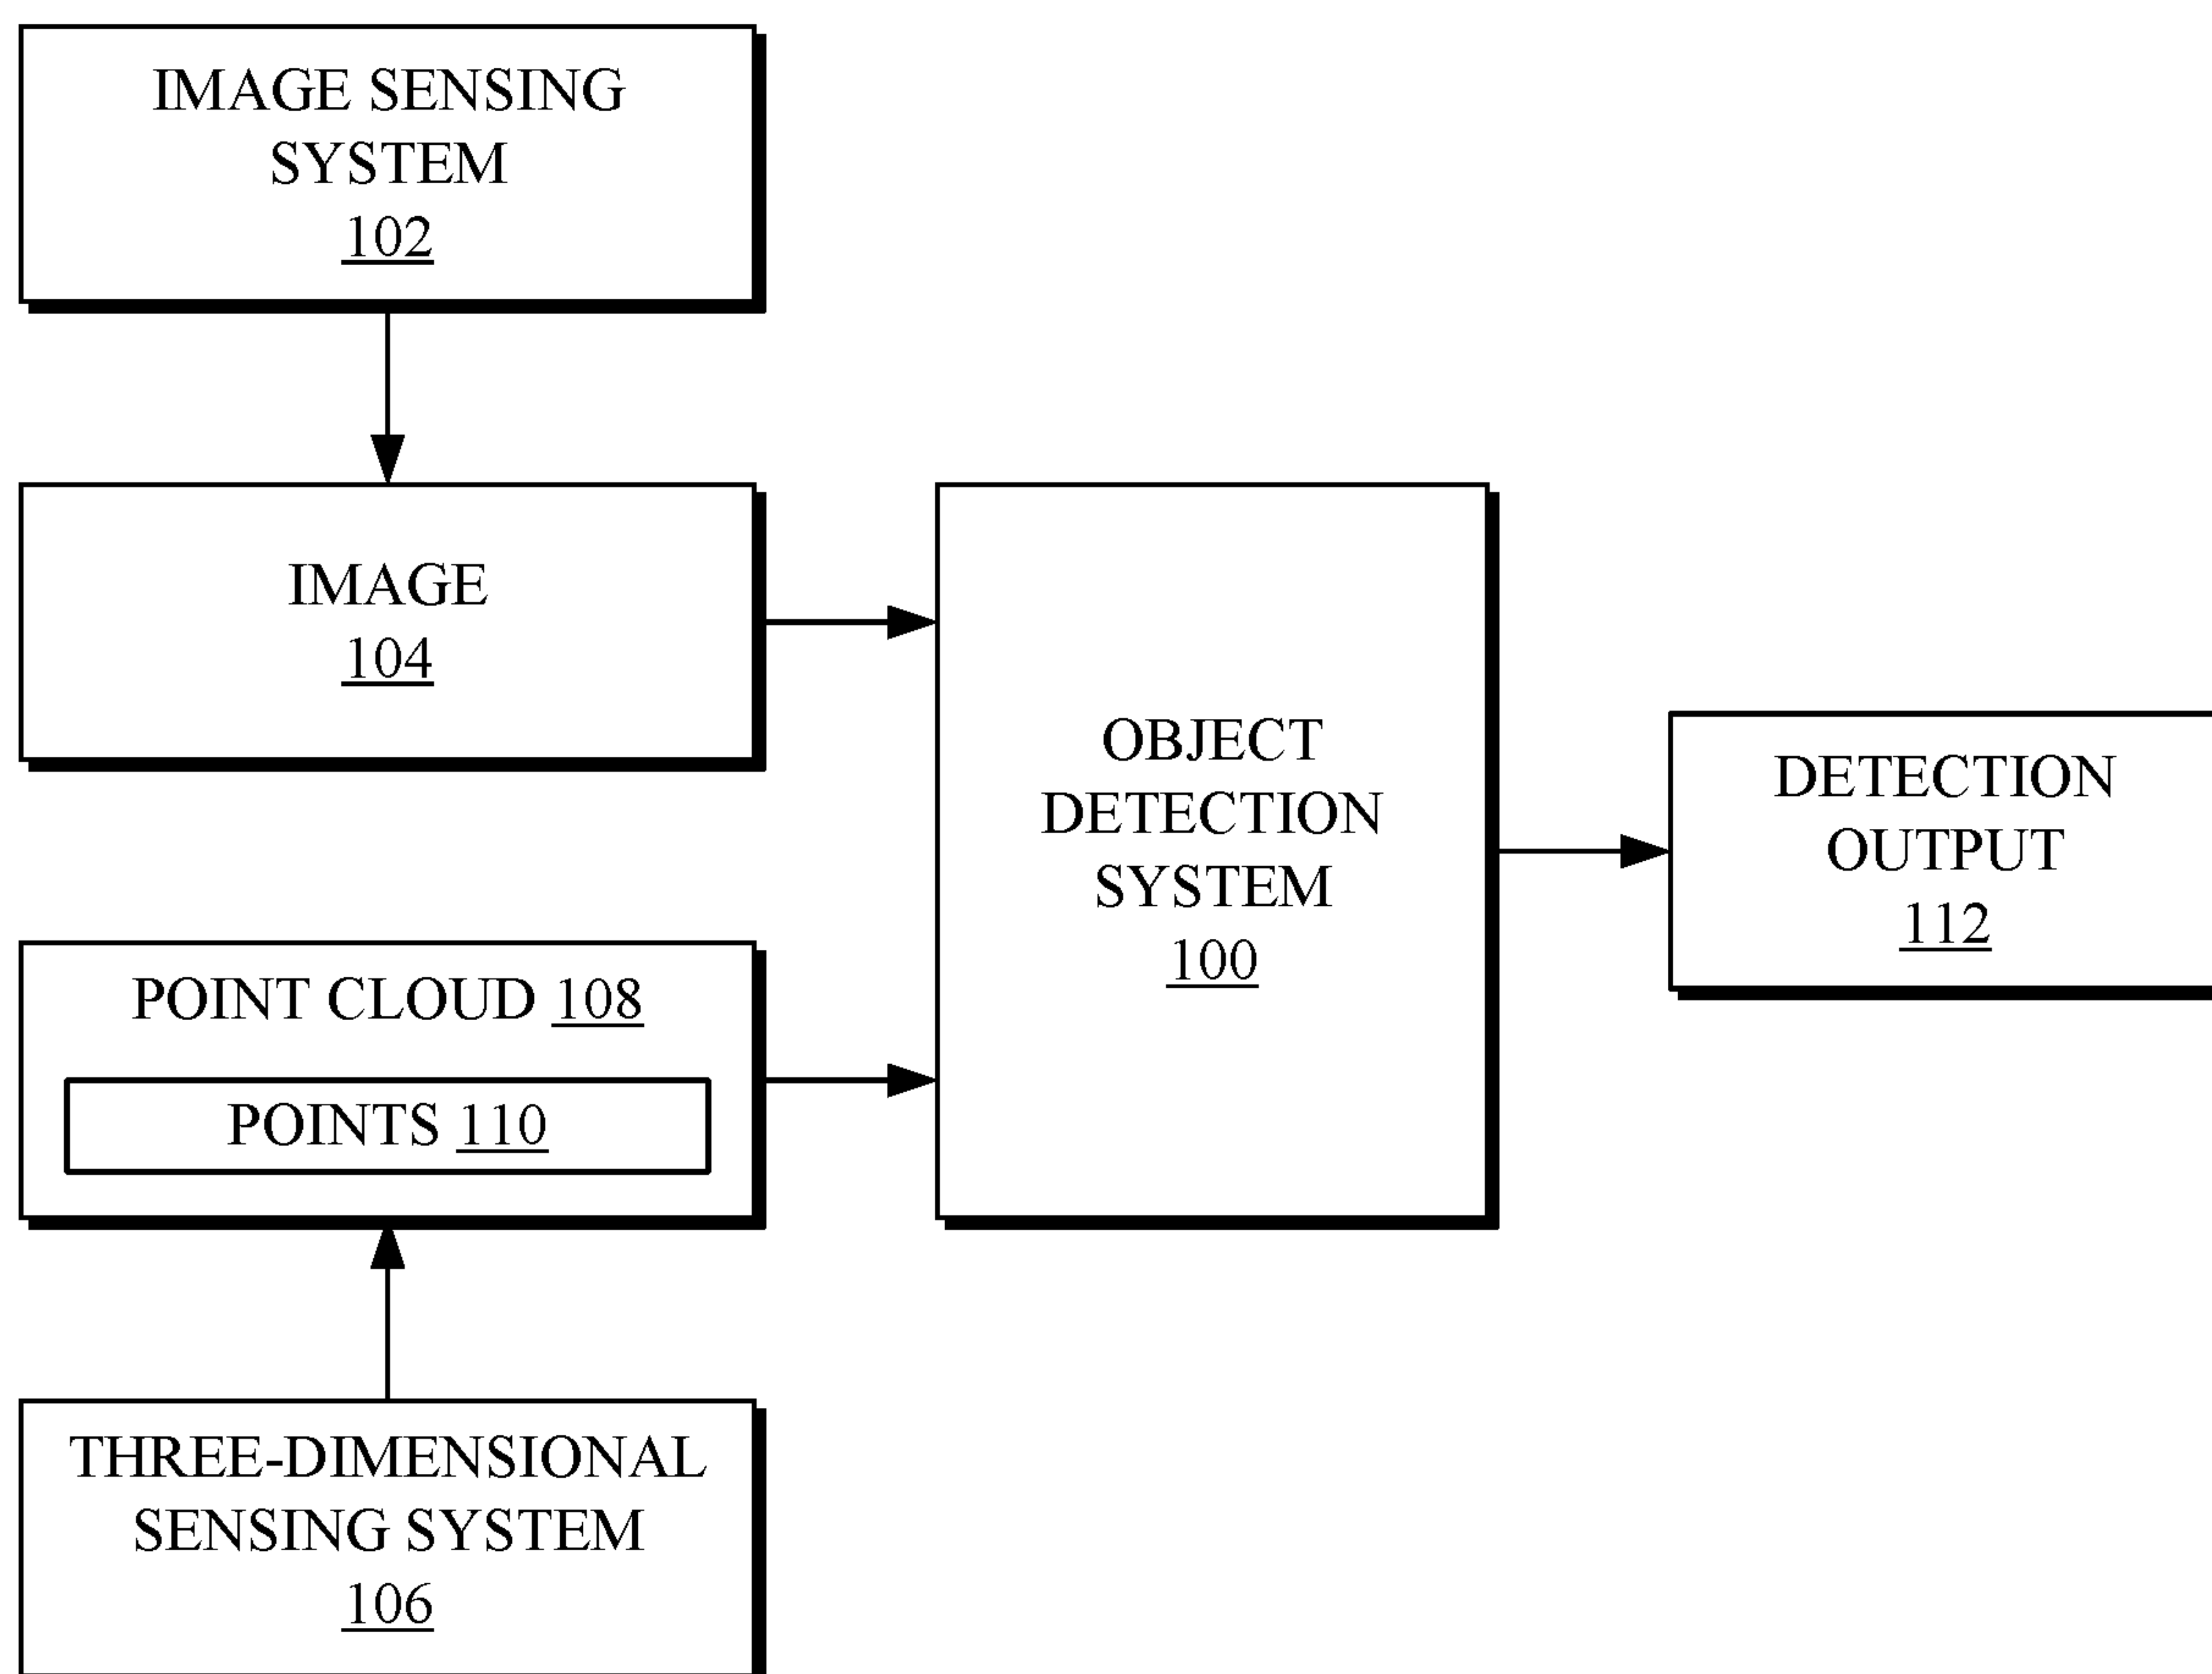 IMAGE SENSING
SYSTEM
102
IMAGE
104
OBJECT
DETECTION
SYSTEM
100
DETECTION
OUTPUT
112
POINT CLOUD 108
POINTS 110
THREE-DIMENSIONAL
SENSING SYSTEM
106